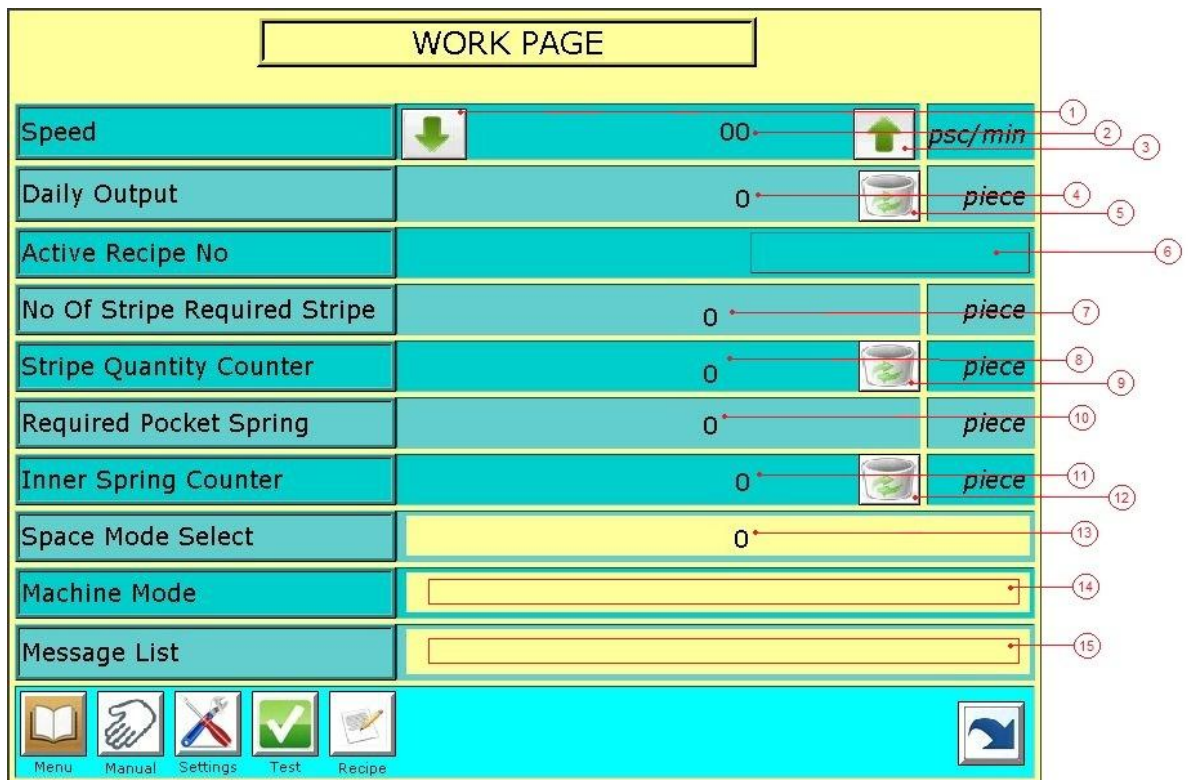 WORK PAGE
1
Speed 00 psc/min
2
3
Daily Output 0 piece
4
5
Active Recipe No
6
No Of Stripe Required Stripe 0 piece
7
Stripe Quantity Counter 0 piece
8
9
Required Pocket Spring 0 piece
10
Inner Spring Counter 0 piece
11
12
Space Mode Select 0
13
Machine Mode
14
Message List
15
Menu Manual Settings Test Recipe